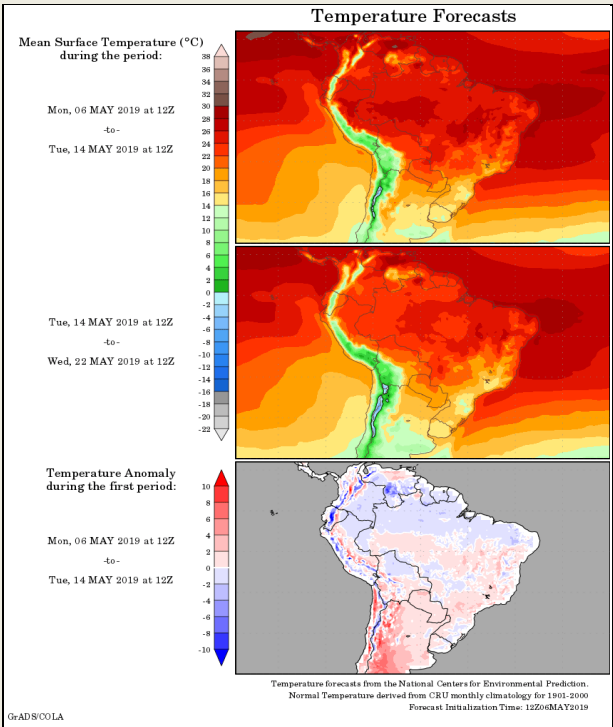 Temperature Forecasts
Mean Surface Temperature (°C)
during the period:
Mon, 06 MAY 2019 at 12Z
-to-
Tue, 14 MAY 2019 at 12Z
38
36
34
32
30
28
26
24
22
20
18
16
14
12
10
8
6
4
2
0
-2
-4
-6
-8
-10
-12
-14
-16
-18
-20
-22
Tue, 14 MAY 2019 at 12Z
-to-
Wed, 22 MAY 2019 at 12Z
Temperature Anomaly
during the first period:
Mon, 06 MAY 2019 at 12Z
-to-
Tue, 14 MAY 2019 at 12Z
10
8
6
4
2
0
-2
-4
-6
-8
-10
Temperature forecasts from the National Centers for Environmental Prediction.
Normal Temperature derived from CRU monthly climatology for 1901-2000
Forecast Initialization Time: 12Z06MAY2019
GrADS/COLA